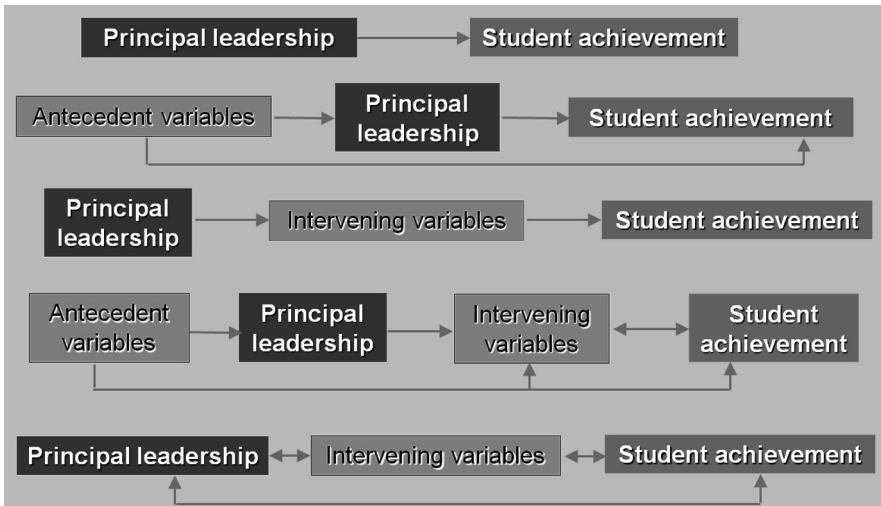 Principal leadership Student achievement
Antecedent variables Principal leadership Student achievement
Principal leadership Intervening variables Student achievement
Antecedent variables Principal leadership Intervening variables Student achievement
Principal leadership Intervening variables Student achievement